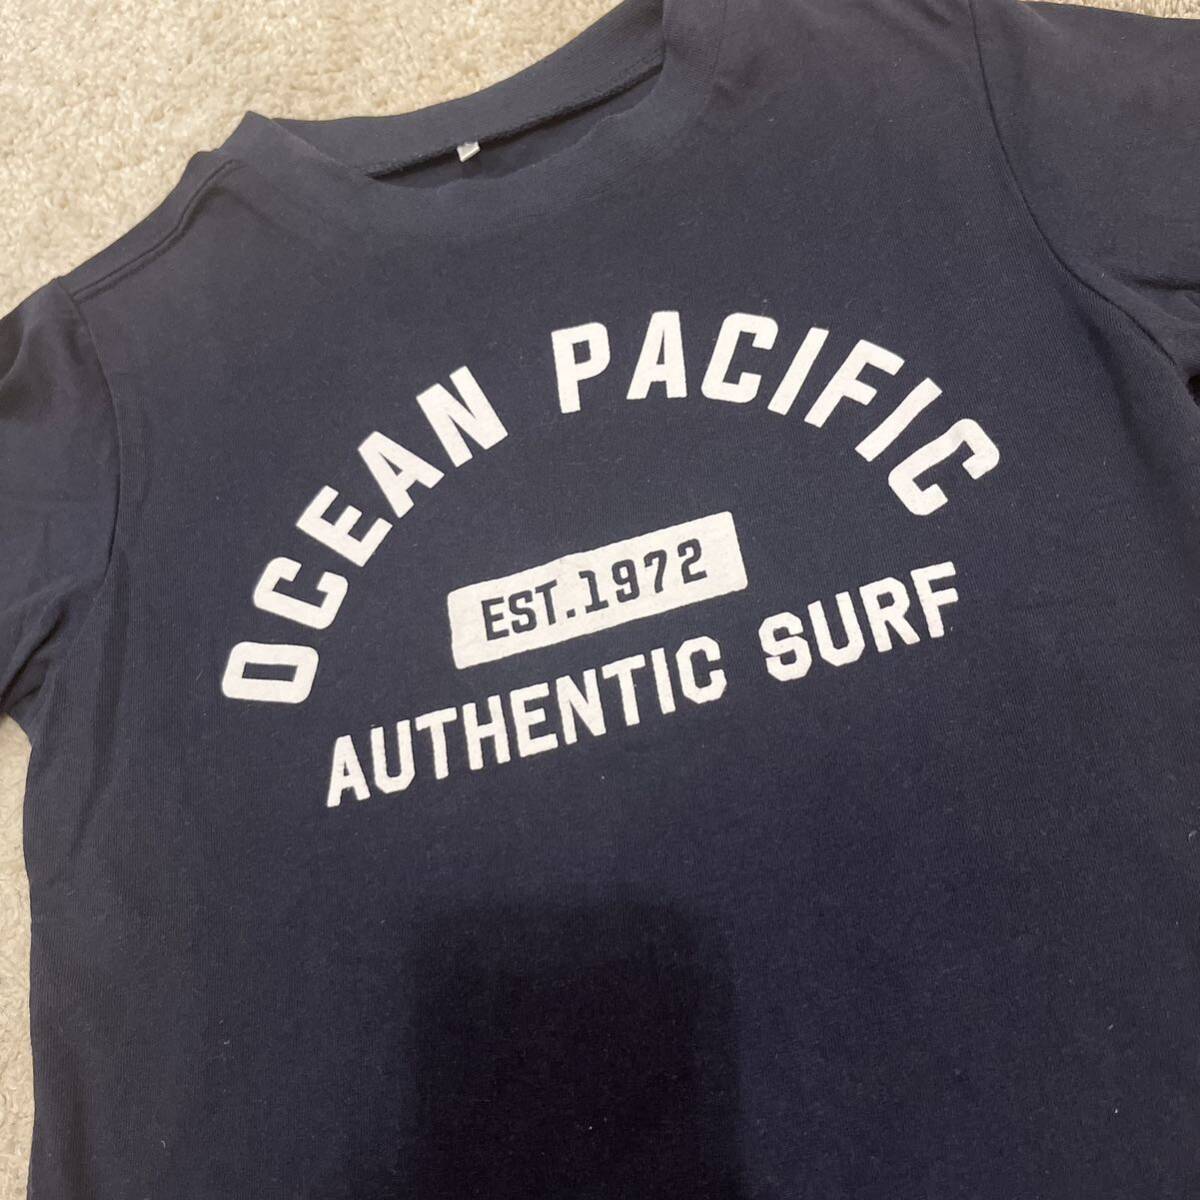 OCEAN PACIFIC
EST.1972
AUTHENTIC SURF